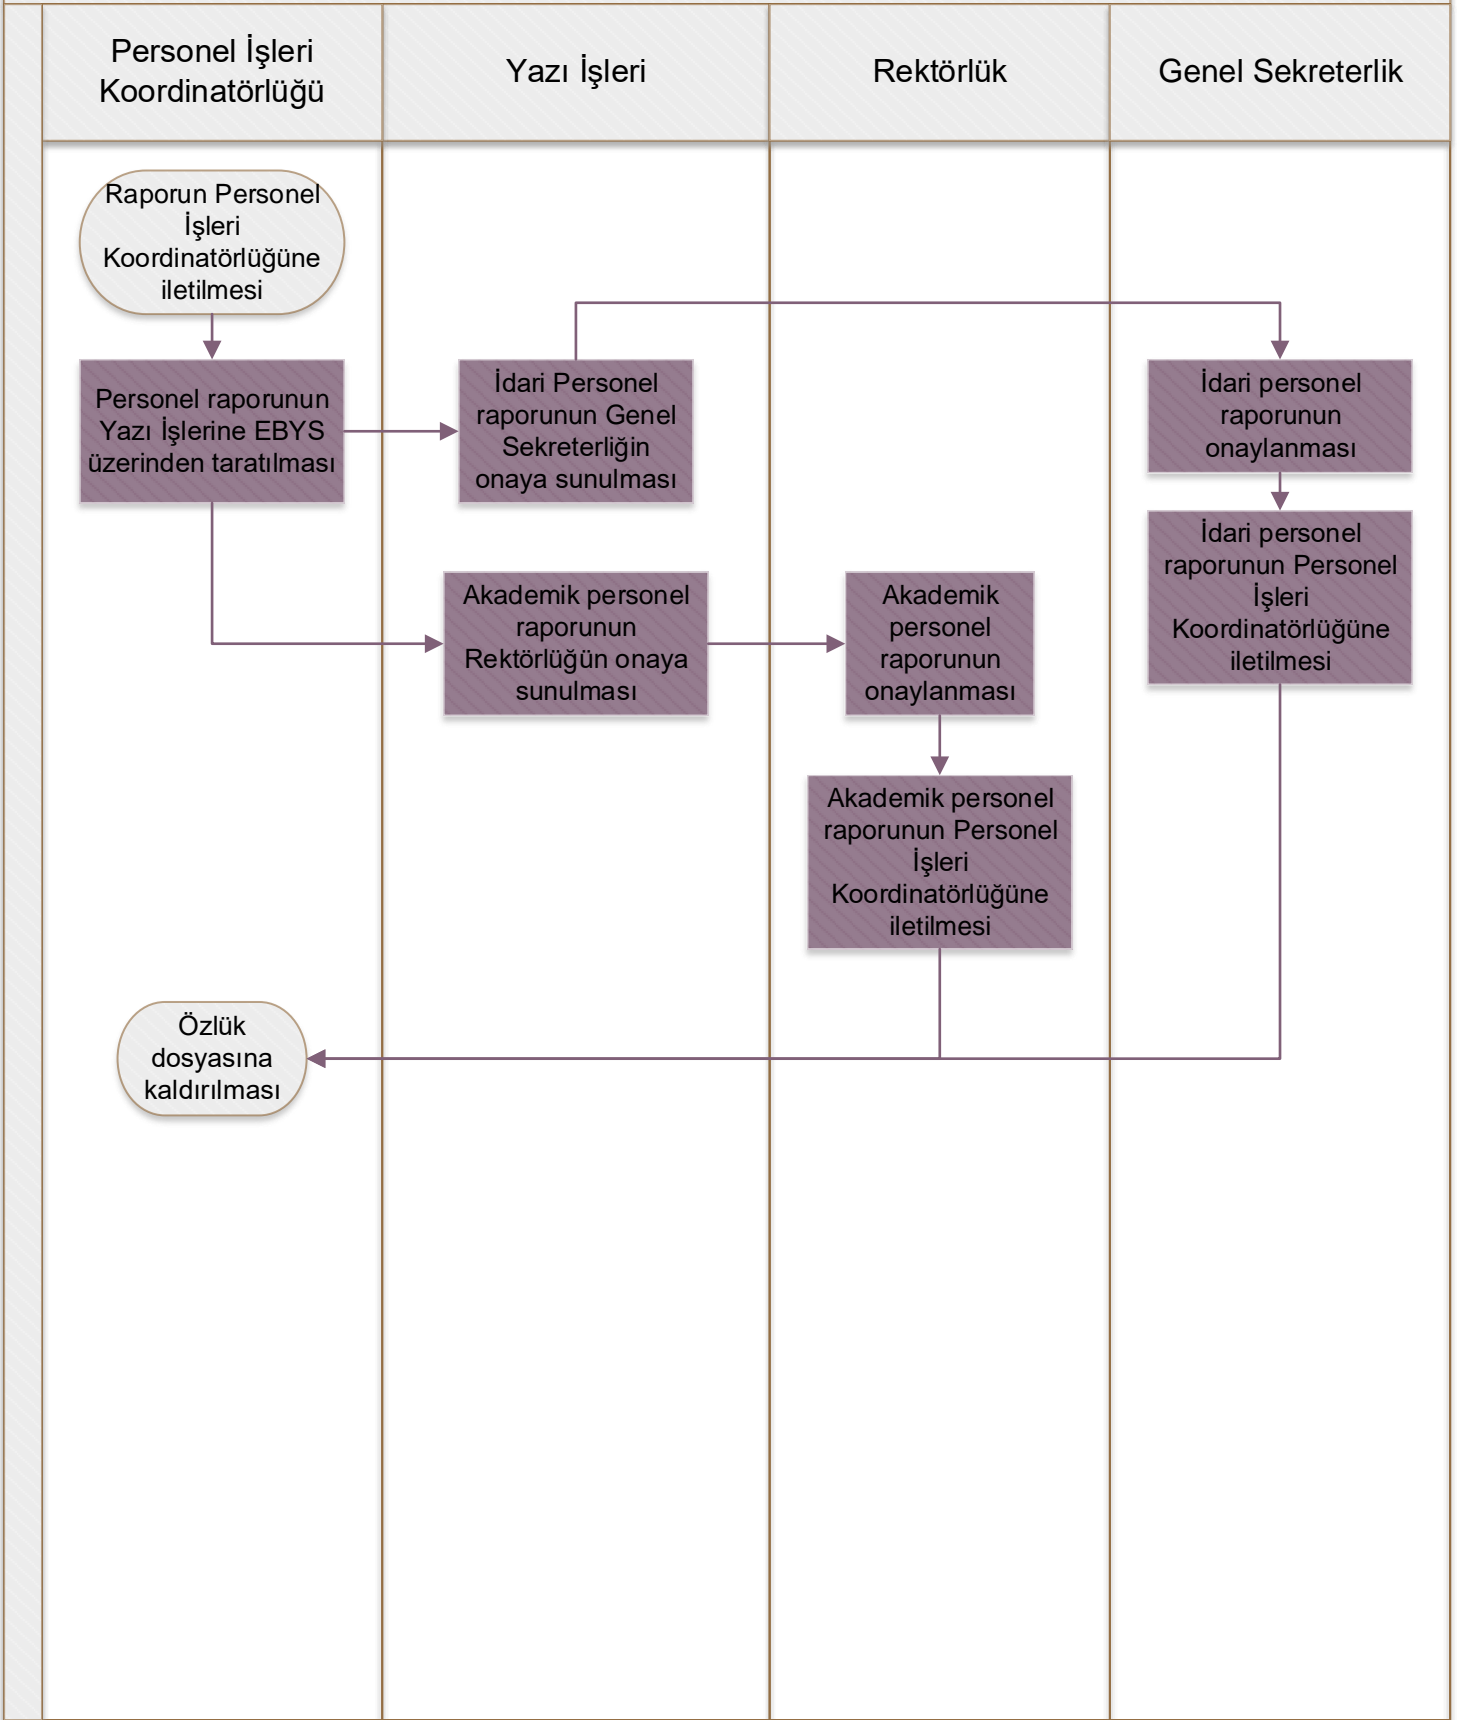 Personel İşleri
Koordinatörlüğü
Yazı İşleri
Rektörlük
Genel Sekreterlik
Raporun Personel
İşleri
Koordinatörlüğüne
iletilmesi
Personel raporunun
Yazı İşlerine EBYS
üzerinden taratılması
İdari Personel
raporunun Genel
Sekreterliğin
onaya sunulması
İdari personel
raporunun
onaylanması
İdari personel
raporunun Personel
İşleri
Koordinatörlüğüne
iletilmesi
Akademik personel
raporunun
Rektörlüğün onaya
sunulması
Akademik
personel
raporunun
onaylanması
Akademik personel
raporunun Personel
İşleri
Koordinatörlüğüne
iletilmesi
Özlük
dosyasına
kaldırılması